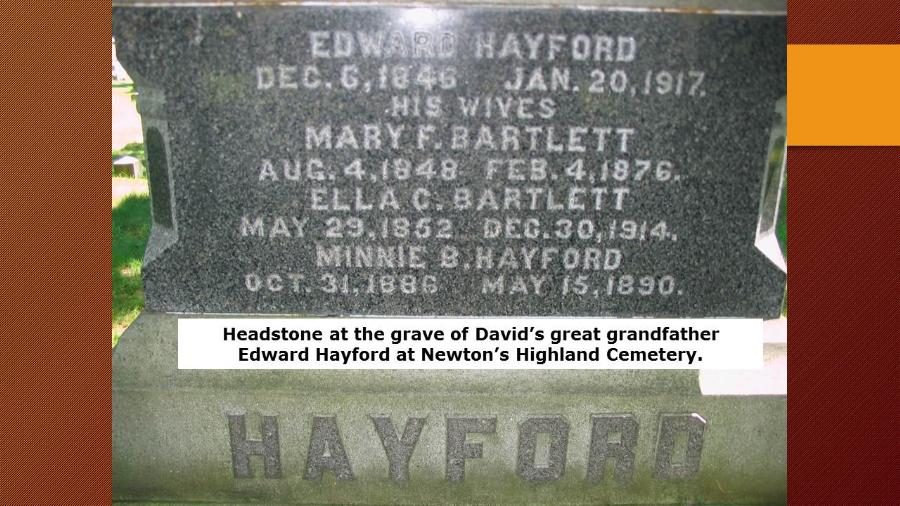 EDWARD HAYFORD
DEC. 6, 1846 JAN. 20, 1917.
HIS WIVES
MARY F. BARTLETT
AUG. 4, 1848 FEB. 4, 1876.
ELLA C. BARTLETT
MAY 29, 1852 DEC. 30, 1914.
MINNIE B. HAYFORD
OCT. 31, 1886 MAY 15, 1890.
Headstone at the grave of David’s great grandfather
Edward Hayford at Newton’s Highland Cemetery.
HAYFORD